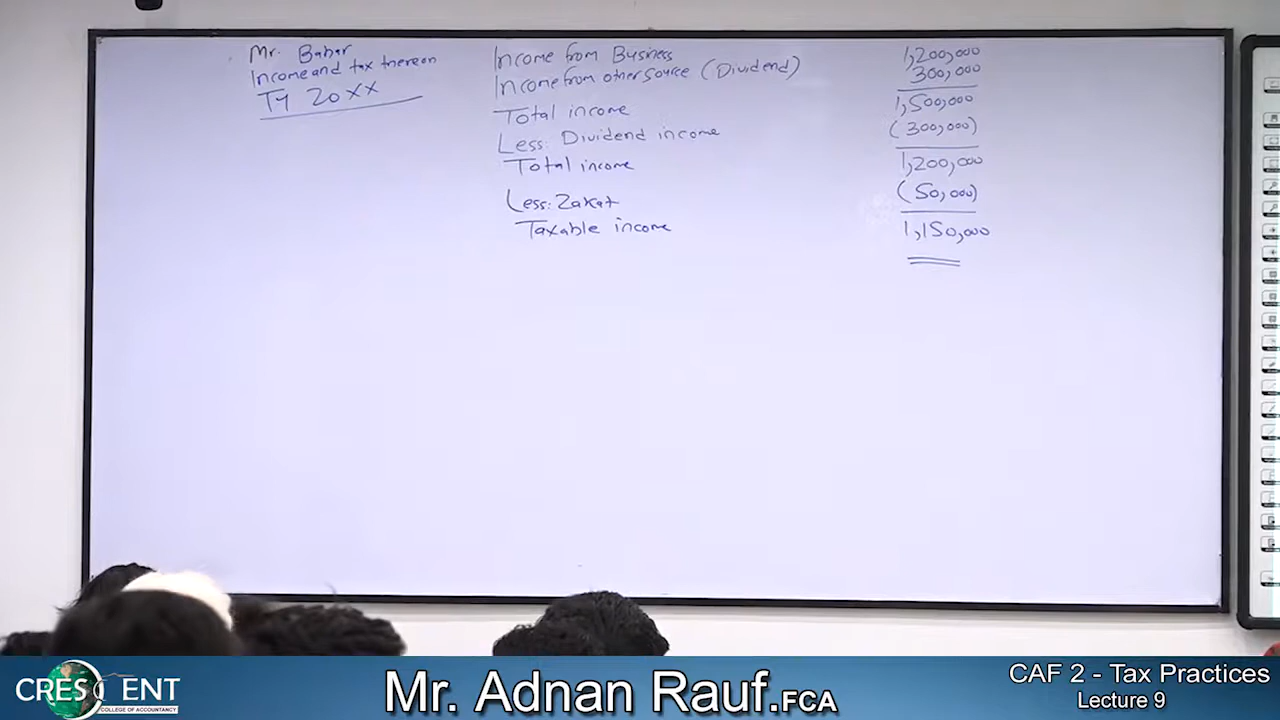 Mr. Babar
Income and tax thereon
TY 20XX
Income from Business 1,200,000
Income from other source (Dividend) 300,000
Total income 1,500,000
Less: Dividend income (300,000)
Total income 1,200,000
Less: Zakat (50,000)
Taxable income 1,150,000
CRESCENT
COLLEGE OF ACCOUNTANCY
Mr. Adnan Rauf.FCA
CAF 2 - Tax Practices
Lecture 9